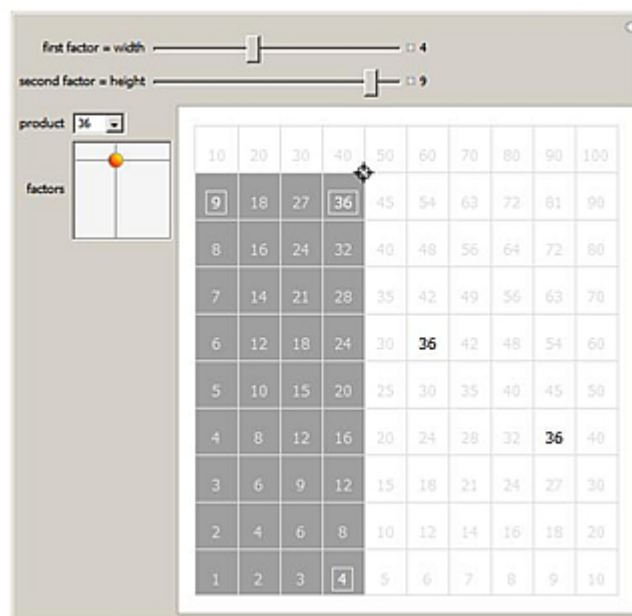 first factor = width 4
second factor = height 9
product 36
factors
10 20 30 40 50 60 70 80 90 100
9 18 27 36 45 54 63 72 81 90
8 16 24 32 40 48 56 64 72 80
7 14 21 28 35 42 49 56 63 70
6 12 18 24 30 36 42 48 54 60
5 10 15 20 25 30 35 40 45 50
4 8 12 16 20 24 28 32 36 40
3 6 9 12 15 18 21 24 27 30
2 4 6 8 10 12 14 16 18 20
1 2 3 4 5 6 7 8 9 10